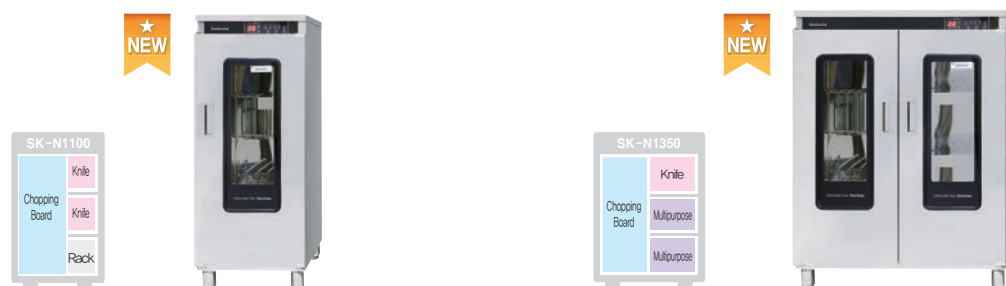 NEW
SK-N1100
Chopping
Board
Knife
Knife
Rack
NEW
SK-N1350
Chopping
Board
Knife
Multipurpose
Multipurpose